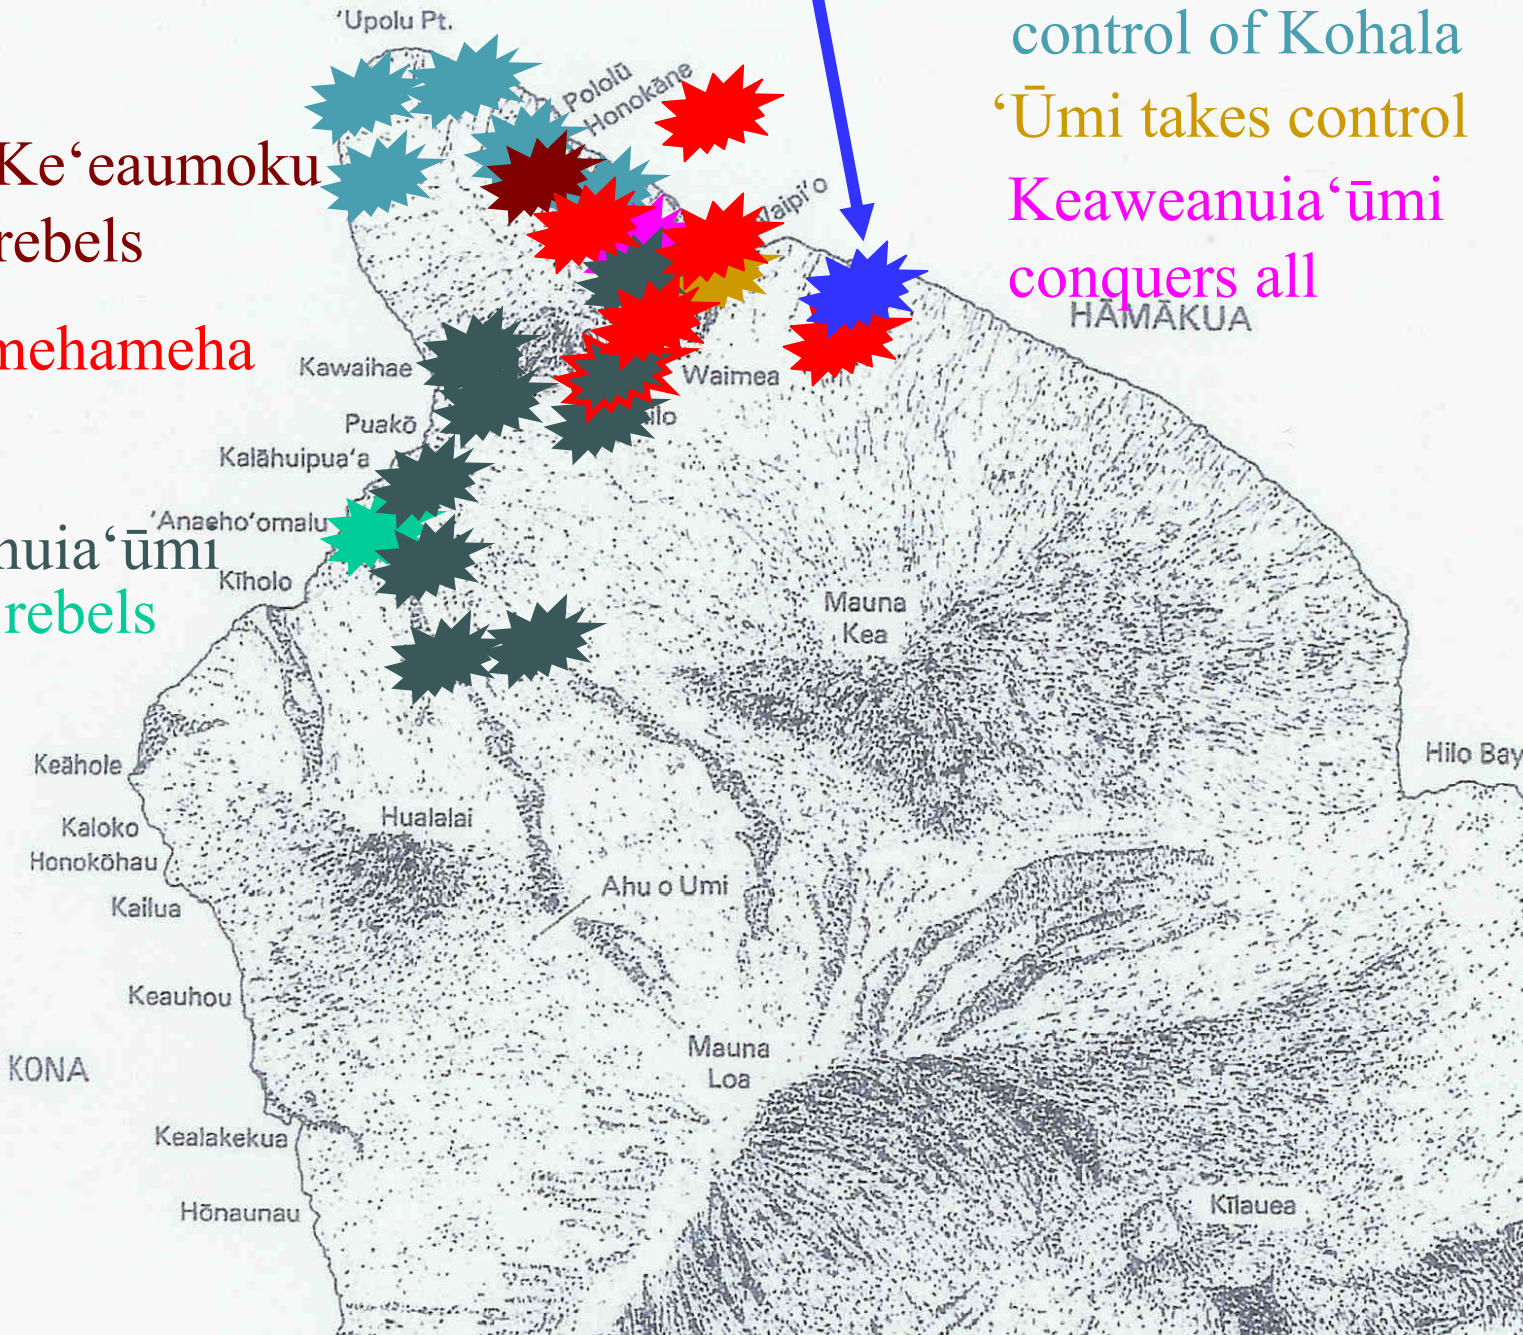 ʻUpolu Pt.
control of Kohala
Pololū
Honokāne
ʻŪmi takes control
Keʻeaumoku
rebels
Keaweanuiaʻūmi
conquers all
HĀMĀKUA
mehameha
Kawaihae
Waimea
Puakō
Kalāhuipuaʻa
ʻAnaehoʻomalu
nuiaʻūmi
Kīholo
rebels
Mauna
Kea
Keāhole
Hilo Bay
Hualalai
Kaloko
Honokōhau
Ahu o Umi
Kailua
Keauhou
Mauna
Loa
KONA
Kealakekua
Hōnaunau
Kīlauea